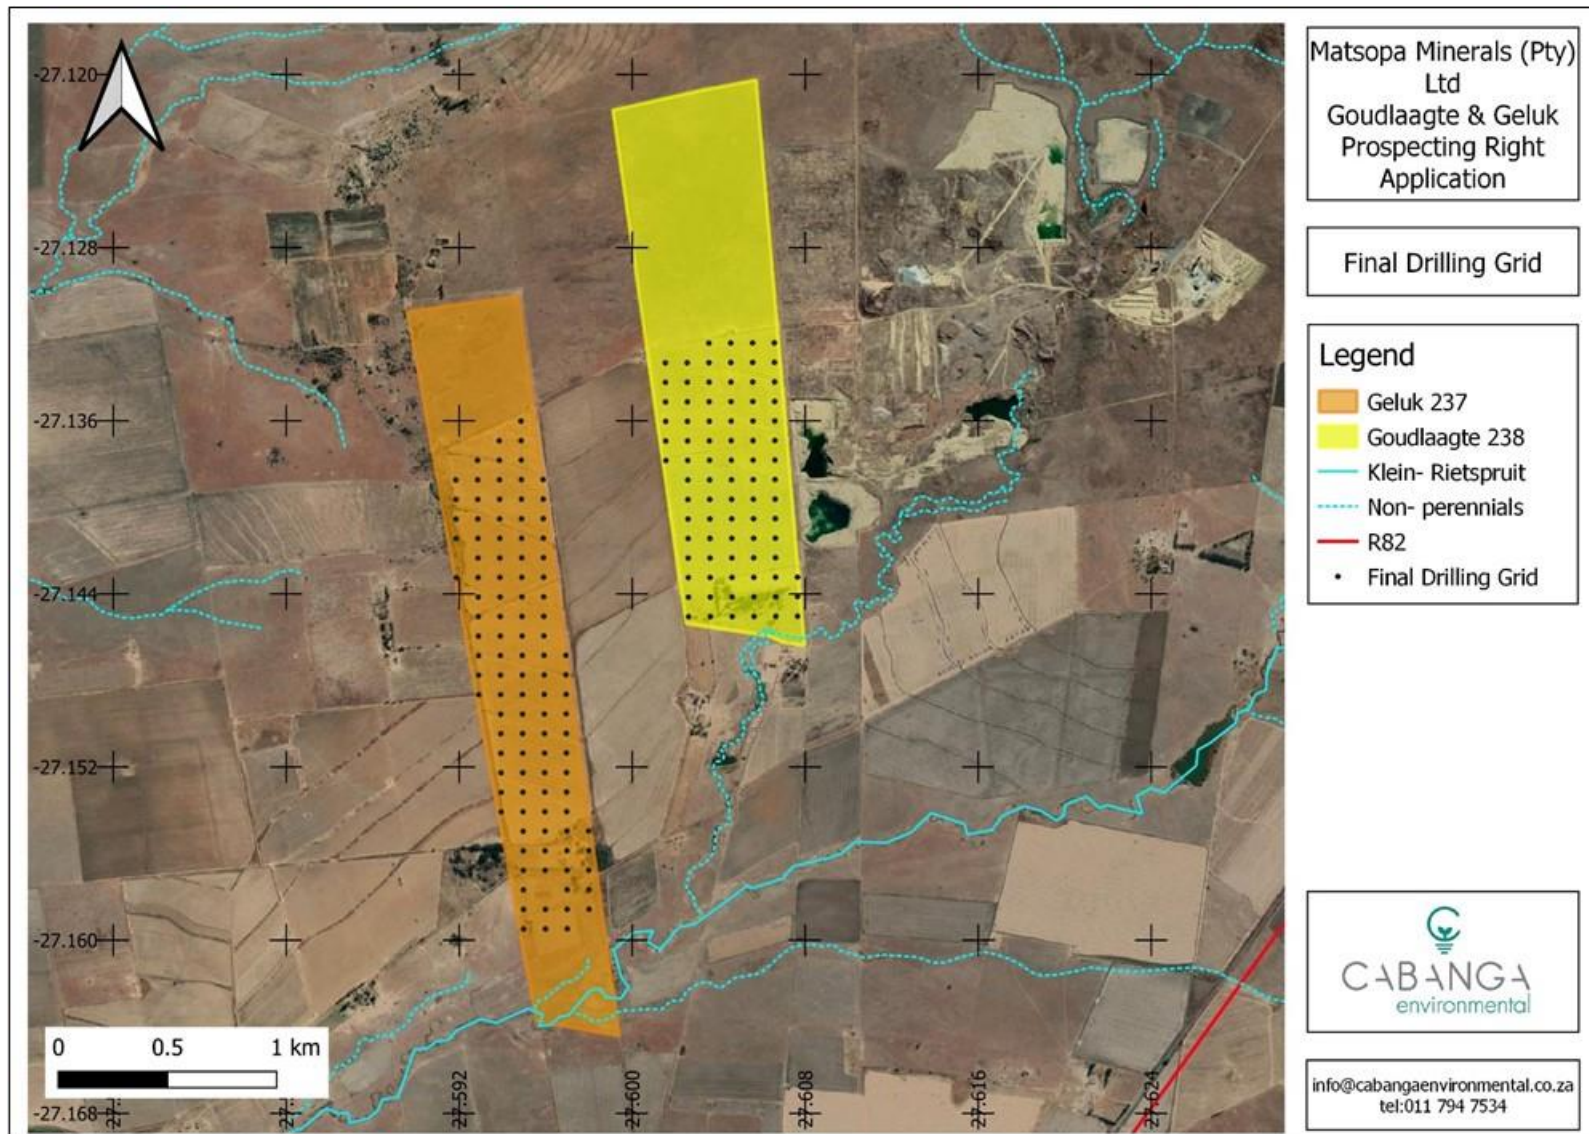 Matsopa Minerals (Pty)
Ltd
Goudlaagte & Geluk
Prospecting Right
Application
Final Drilling Grid
Legend
Geluk 237
Goudlaagte 238
Klein- Rietspruit
Non- perennials
R82
Final Drilling Grid
-27.120
-27.128
-27.136
-27.144
-27.152
-27.160
-27.168
27.592
27.600
27.608
27.616
27.624
0 0.5 1 km
CABANGA
environmental
info@cabangaenvironmental.co.za
tel:011 794 7534